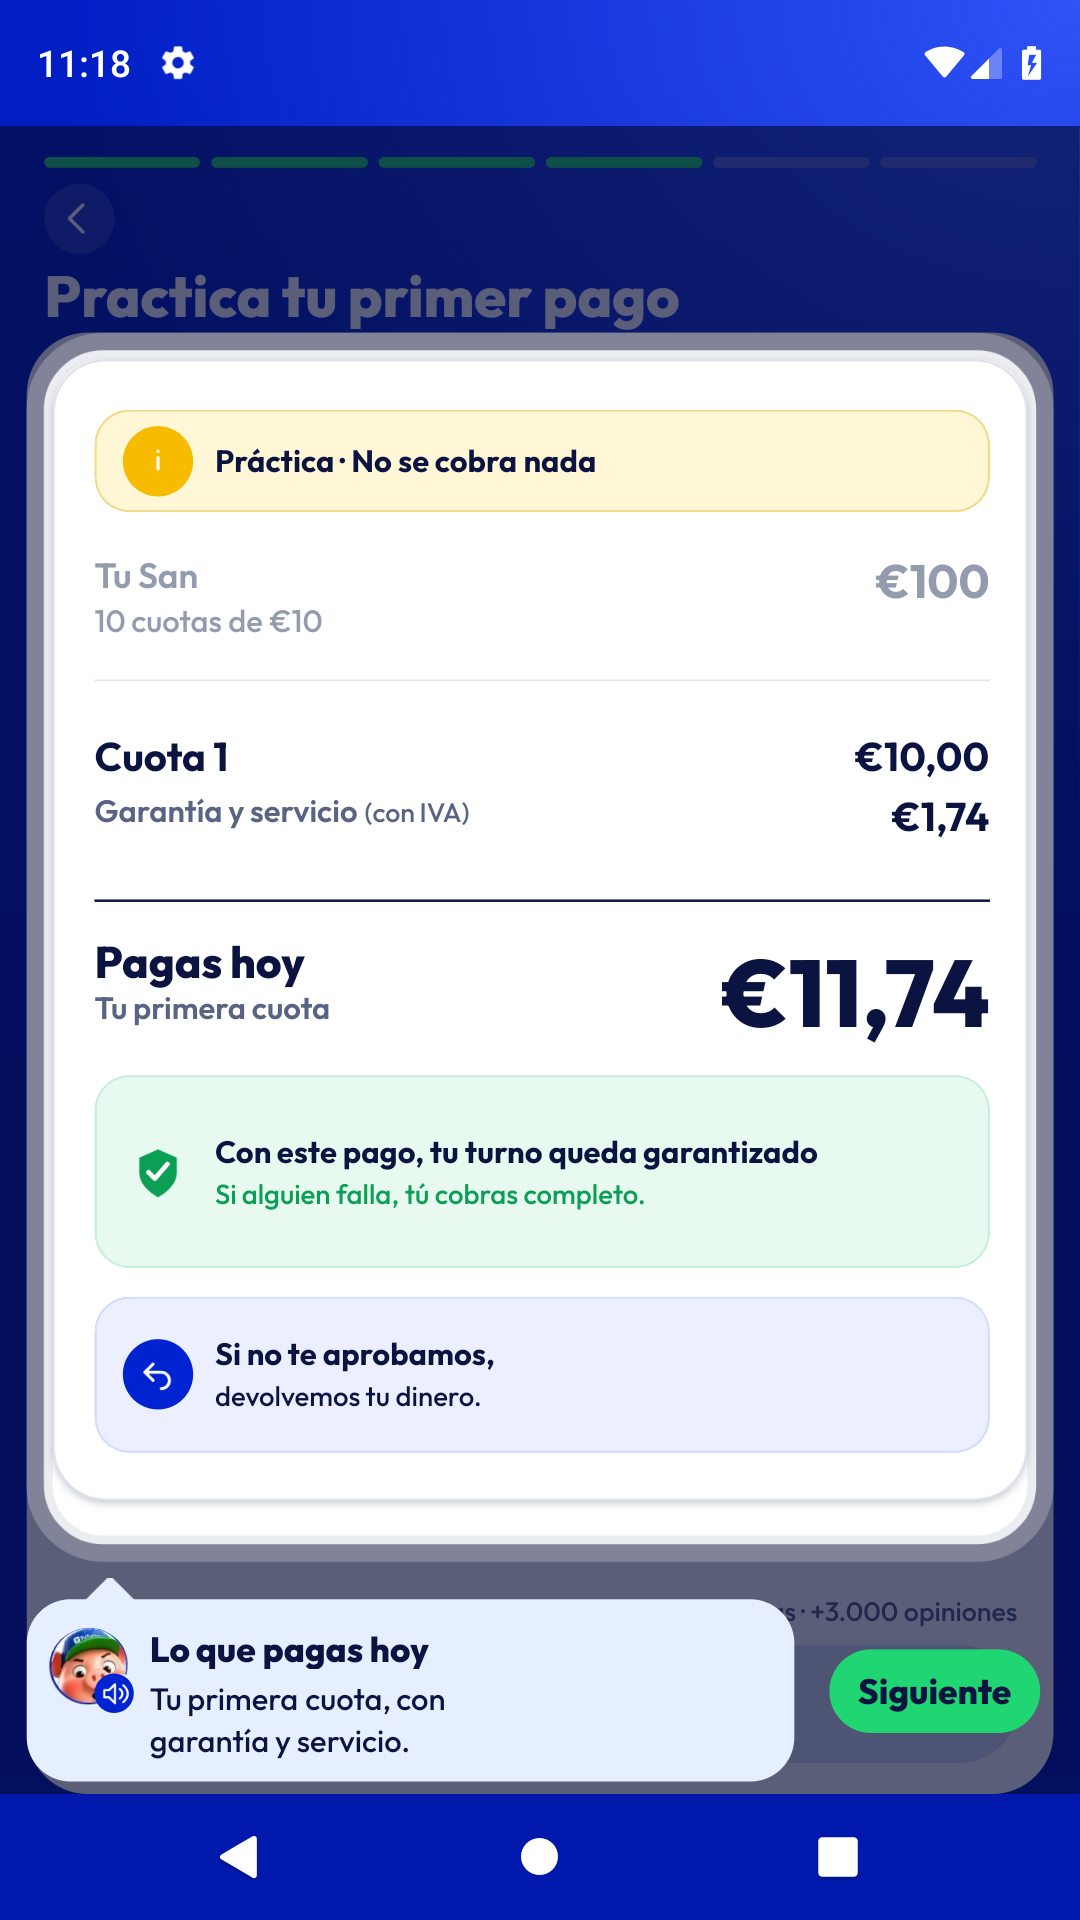 11:18
Practica tu primer pago
Práctica · No se cobra nada
Tu San
€100
10 cuotas de €10
Cuota 1
€10,00
Garantía y servicio (con IVA)
€1,74
Pagas hoy
€11,74
Tu primera cuota
Con este pago, tu turno queda garantizado
Si alguien falla, tú cobras completo.
Si no te aprobamos,
devolvemos tu dinero.
· +3.000 opiniones
Lo que pagas hoy
Tu primera cuota, con
garantía y servicio.
Siguiente